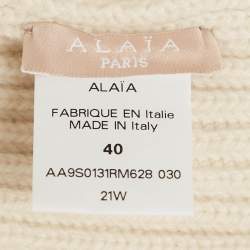 ALAÏA
PARIS
ALAÏA
FABRIQUE EN Italie
MADE IN Italy
40
AA9S0131RM628 030
21W